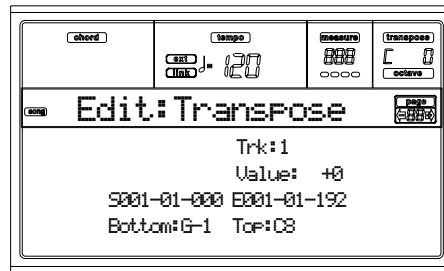 chord tempo measure transpose
ext link ♩= 120 888 C 0
octave
song Edit:Transpose page
Trk:1
Value: +0
S001-01-000 E001-01-192
Bottom:G-1 Top:C8